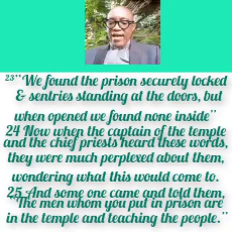 23"We found the prison securely locked
& sentries standing at the doors, but
when opened we found none inside"
24 Now when the captain of the temple
and the chief priests heard these words,
they were much perplexed about them,
wondering what this would come to.
25 And some one came and told them,
"The men whom you put in prison are
in the temple and teaching the people."